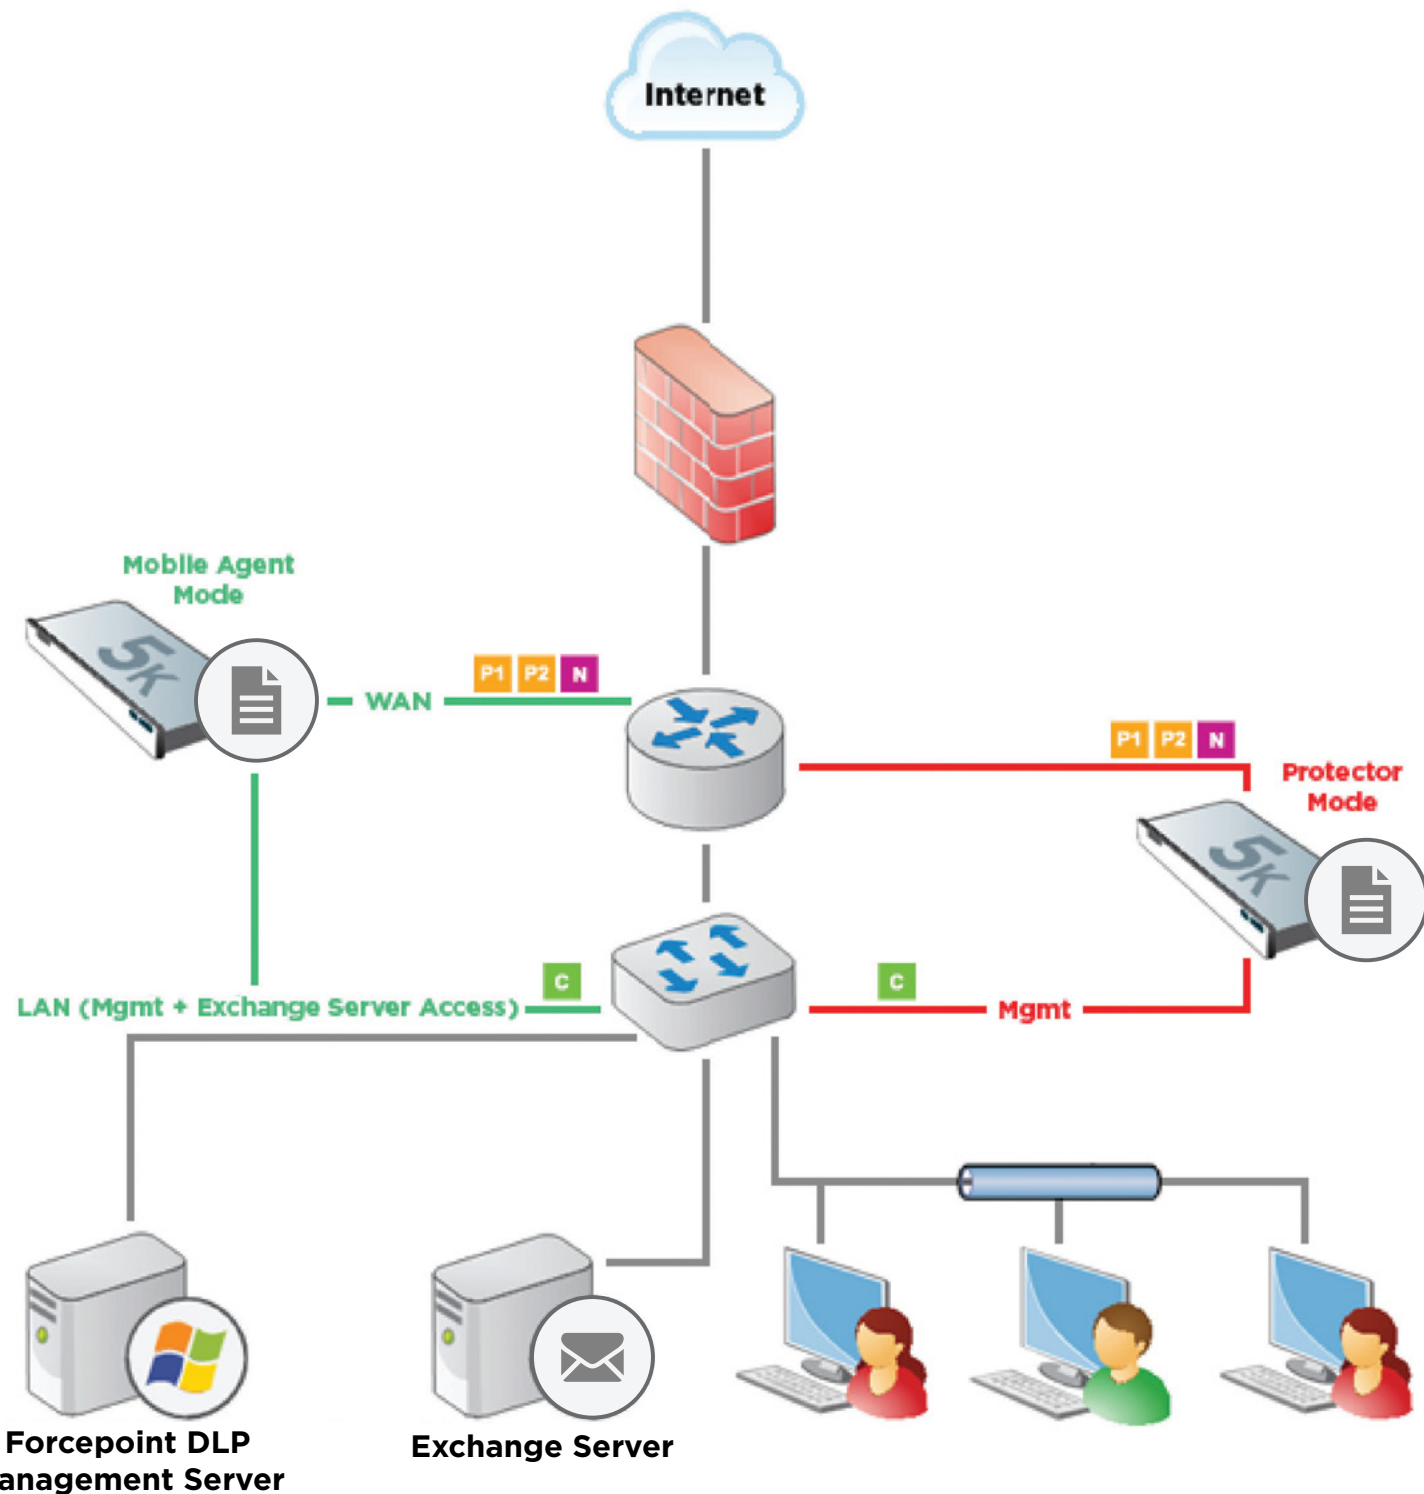 Internet
Mobile Agent
Mode
5K
P1 P2 N
WAN
P1 P2 N
Protector
Mode
5K
C
C
LAN (Mgmt + Exchange Server Access)
Mgmt
Forcepoint DLP
anagement Server
Exchange Server